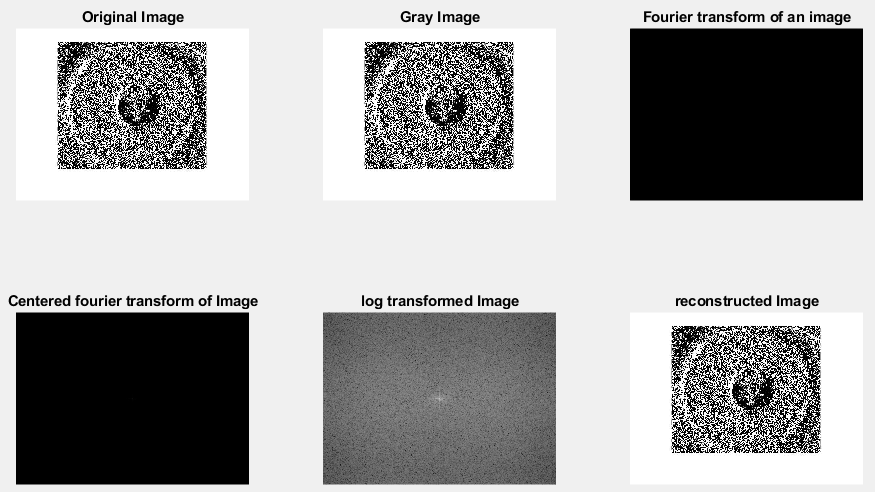 Original Image
Gray Image
Fourier transform of an image
Centered fourier transform of Image
log transformed Image
reconstructed Image